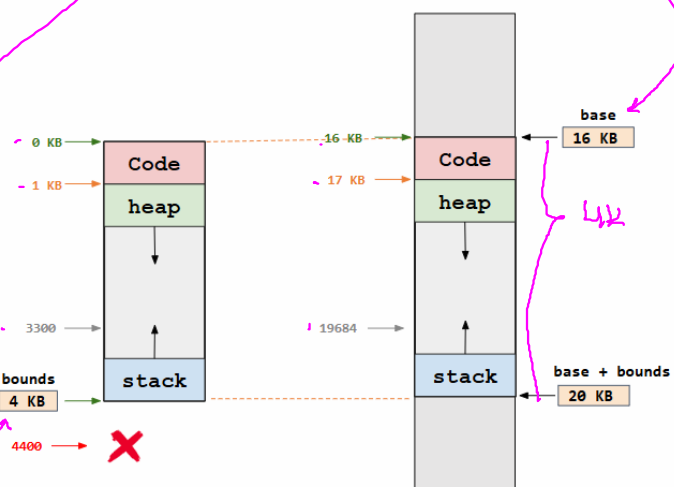 base
0 KB
16 KB
16 KB
Code
Code
1 KB
17 KB
heap
heap
4k
3300
19684
bounds
base + bounds
stack
stack
4 KB
20 KB
4400